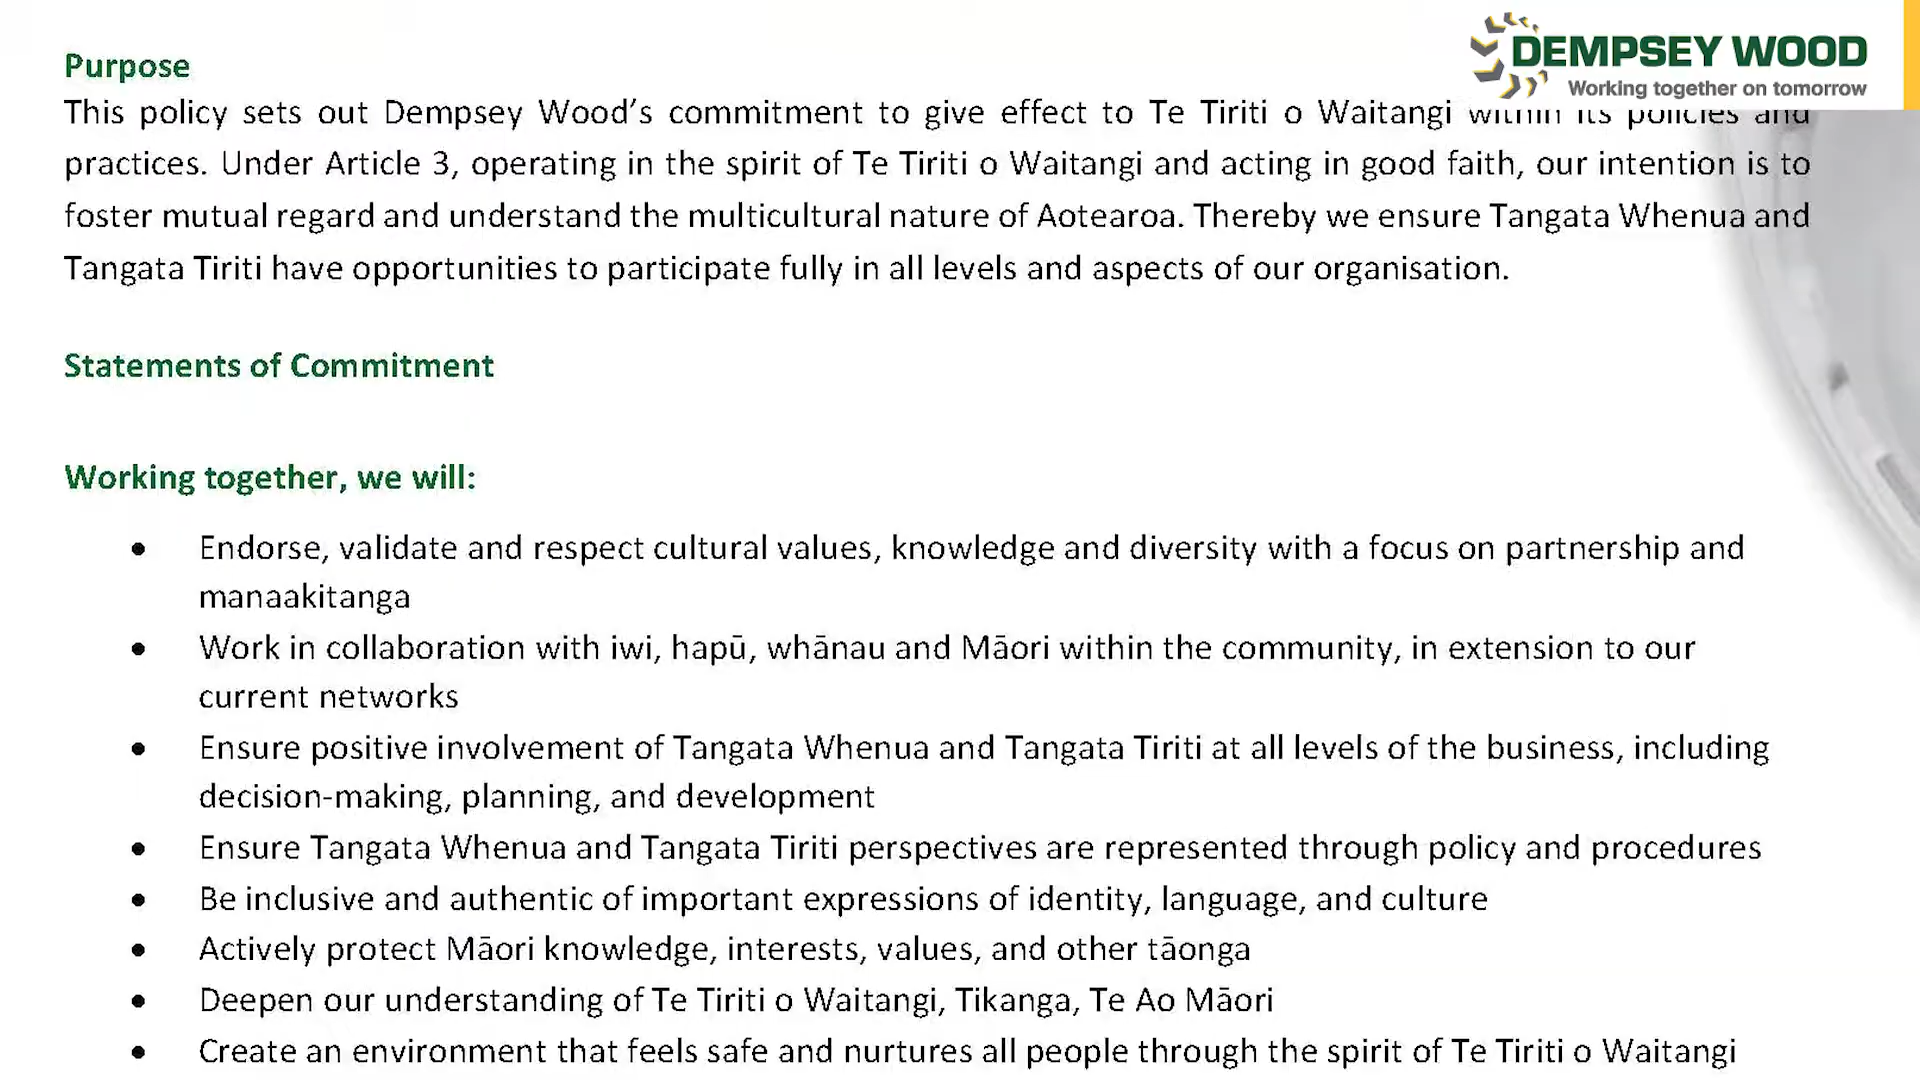 DEMPSEY WOOD
Working together on tomorrow
Purpose
This policy sets out Dempsey Wood’s commitment to give effect to Te Tiriti o Waitangi within its policies and
practices. Under Article 3, operating in the spirit of Te Tiriti o Waitangi and acting in good faith, our intention is to
foster mutual regard and understand the multicultural nature of Aotearoa. Thereby we ensure Tangata Whenua and
Tangata Tiriti have opportunities to participate fully in all levels and aspects of our organisation.
Statements of Commitment
Working together, we will:
• Endorse, validate and respect cultural values, knowledge and diversity with a focus on partnership and
manaakitanga
• Work in collaboration with iwi, hapū, whānau and Māori within the community, in extension to our
current networks
• Ensure positive involvement of Tangata Whenua and Tangata Tiriti at all levels of the business, including
decision-making, planning, and development
• Ensure Tangata Whenua and Tangata Tiriti perspectives are represented through policy and procedures
• Be inclusive and authentic of important expressions of identity, language, and culture
• Actively protect Māori knowledge, interests, values, and other tāonga
• Deepen our understanding of Te Tiriti o Waitangi, Tikanga, Te Ao Māori
• Create an environment that feels safe and nurtures all people through the spirit of Te Tiriti o Waitangi